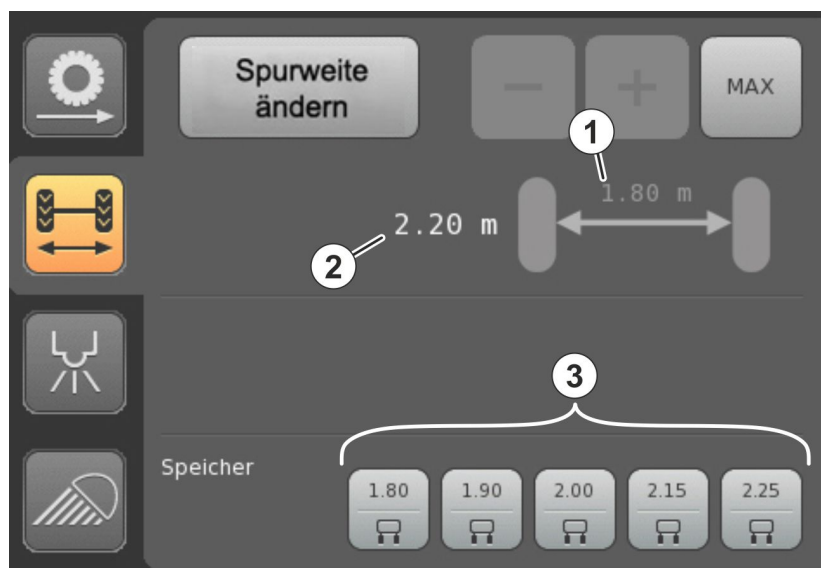 Spurweite
ändern
MAX
1
1.80 m
2.20 m
2
3
Speicher
1.80 1.90 2.00 2.15 2.25